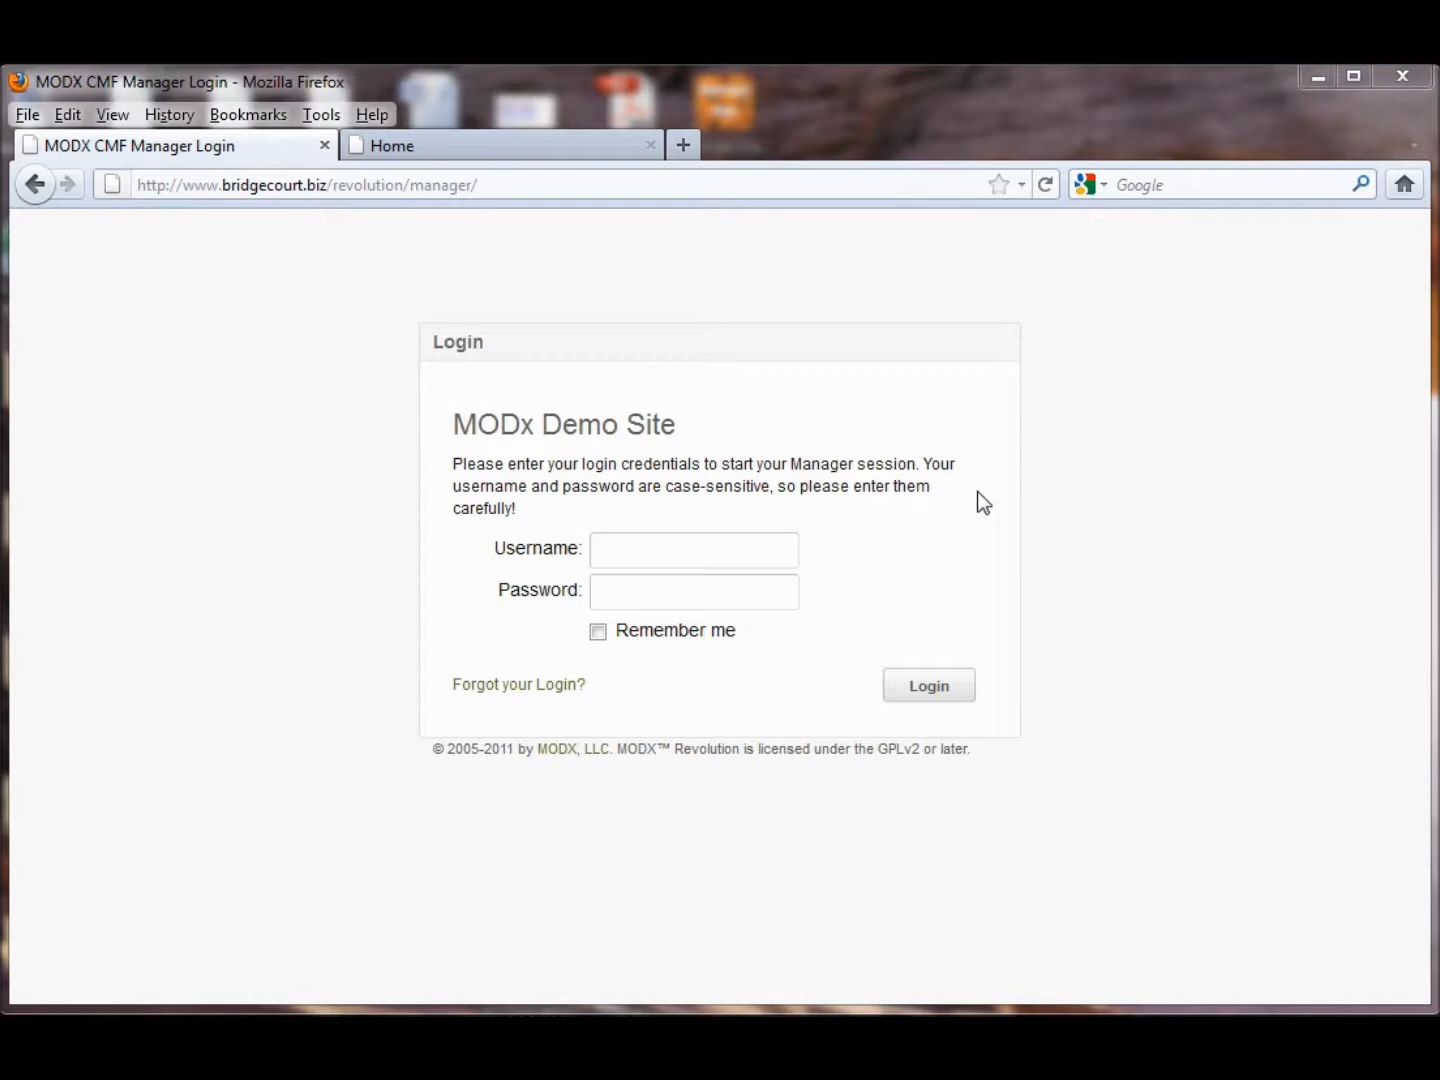 MODX CMF Manager Login - Mozilla Firefox
File Edit View History Bookmarks Tools Help
MODX CMF Manager Login Home
http://www.bridgecourt.biz/revolution/manager/ Google
Login
MODx Demo Site
Please enter your login credentials to start your Manager session. Your
username and password are case-sensitive, so please enter them
carefully!
Username:
Password:
Remember me
Forgot your Login? Login
© 2005-2011 by MODX, LLC. MODX™ Revolution is licensed under the GPLv2 or later.